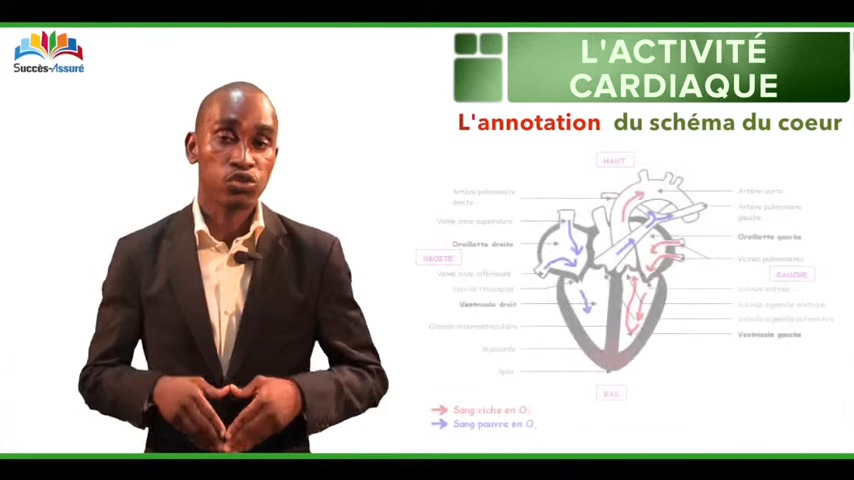 Succès-Assuré
L'ACTIVITÉ
CARDIAQUE
L'annotation du schéma du coeur
HAUT
Artère pulmonaire
droite
Veine cave supérieure
Oreillette droite
DROITE
Veine cave inférieure
Valvule tricuspide
Ventricule droit
Cloison interventriculaire
Myocarde
Apex
Artère aorte
Artère pulmonaire
gauche
Oreillette gauche
Veines pulmonaires
GAUCHE
Valvule mitrale
Valvule sigmoïde aortique
Valvule sigmoïde pulmonaire
Ventricule gauche
BAS
Sang riche en O₂
Sang pauvre en O₂